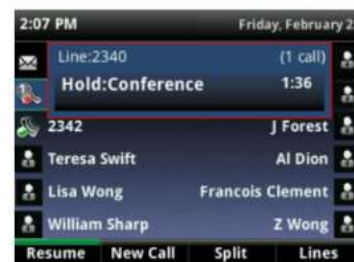 2:07 PM Friday, February 2
Line:2340 (1 call)
Hold:Conference 1:36
2342 J Forest
Teresa Swift Al Dion
Lisa Wong Francois Clement
William Sharp Z Wong
Resume New Call Split Lines